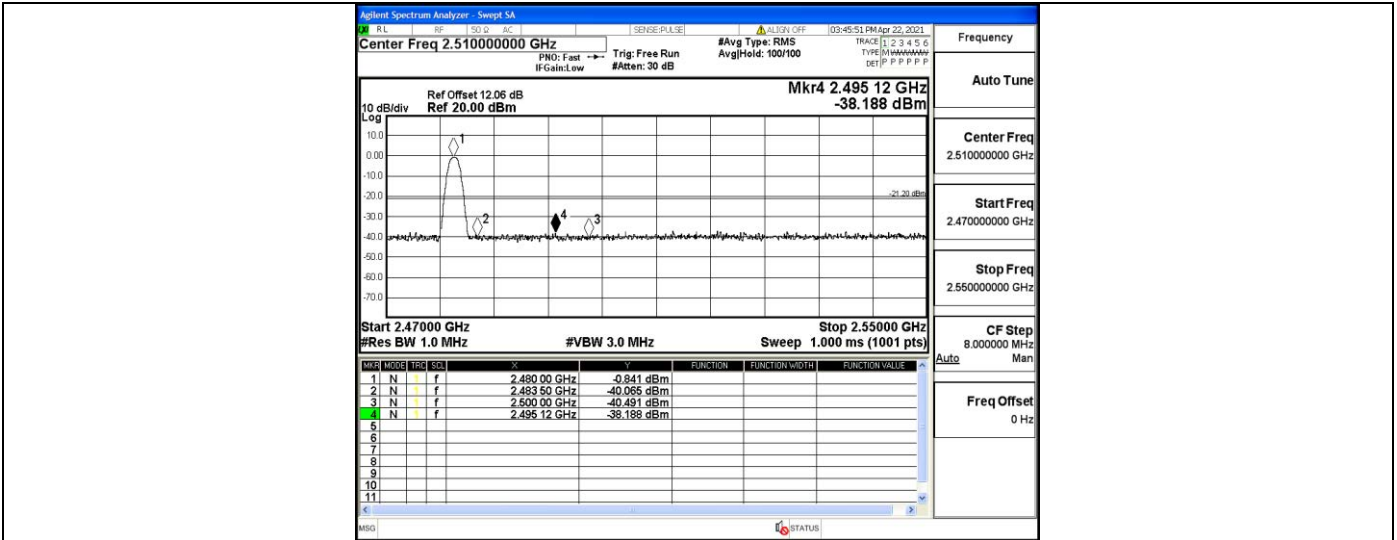 Agilent Spectrum Analyzer - Swept SA
RL RF 50 Ω AC SENSE:PULSE ALIGN OFF 03:45:51 PM Apr 22, 2021
Center Freq 2.510000000 GHz
PNO: Fast
IFGain:Low
Trig: Free Run
#Atten: 30 dB
#Avg Type: RMS
Avg|Hold: 100/100
TRACE 1 2 3 4 5 6
TYPE M
DET P P P P P P
Frequency
Ref Offset 12.06 dB
10 dB/div Ref 20.00 dBm
Log
Mkr4 2.495 12 GHz
-38.188 dBm
10.0
0.00
-10.0
-20.0
-30.0
-40.0
-50.0
-60.0
-70.0
1
2
4
3
-21.20 dBm
Start 2.47000 GHz Stop 2.55000 GHz
#Res BW 1.0 MHz #VBW 3.0 MHz Sweep 1.000 ms (1001 pts)
MKR MODE TRC SCL X Y FUNCTION FUNCTION WIDTH FUNCTION VALUE
1 N 1 f 2.480 00 GHz -0.841 dBm
2 N 1 f 2.483 50 GHz -40.065 dBm
3 N 1 f 2.500 00 GHz -40.491 dBm
4 N 1 f 2.495 12 GHz -38.188 dBm
5
6
7
8
9
10
11
MSG STATUS
Auto Tune
Center Freq
2.510000000 GHz
Start Freq
2.470000000 GHz
Stop Freq
2.550000000 GHz
CF Step
8.000000 MHz
Auto Man
Freq Offset
0 Hz